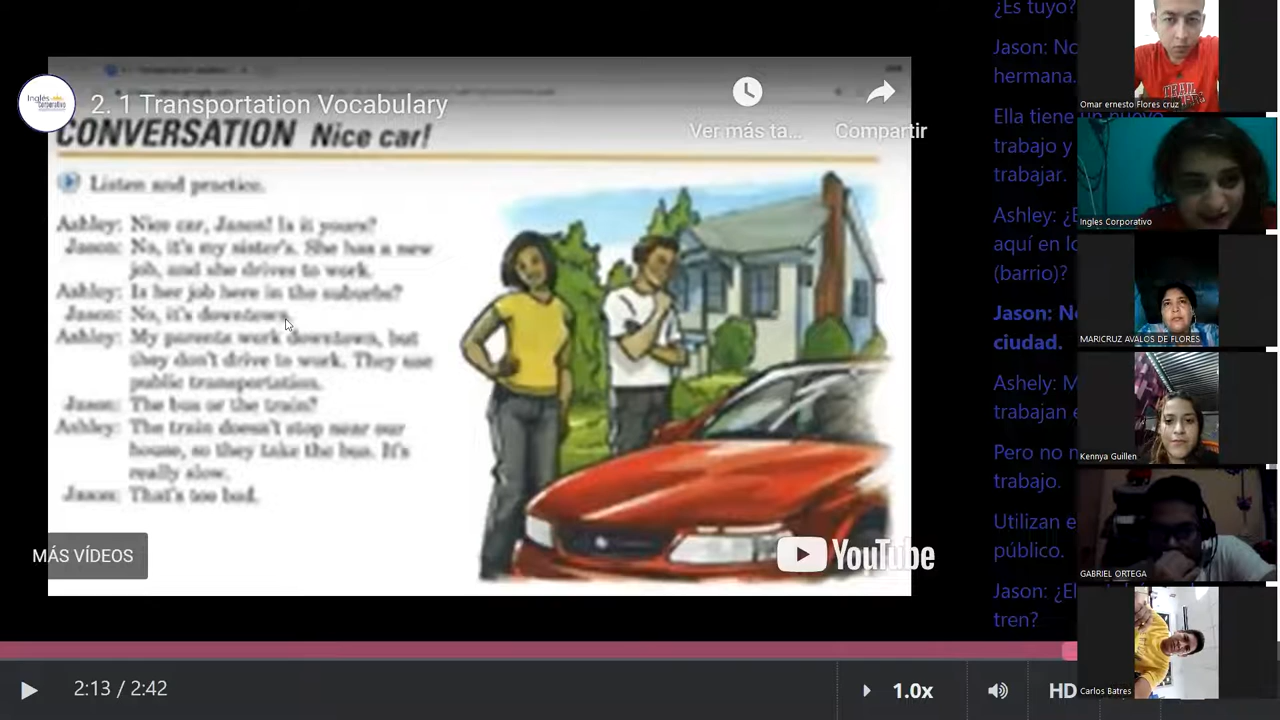 Inglés
Corporativo
2. 1 Transportation Vocabulary
Ver más ta...
Compartir
CONVERSATION Nice car!
Listen and practice.
Ashley: Nice car, Jason! Is it yours?
Jason: No, it's my sister's. She has a new
job, and she drives to work.
Ashley: Is her job here in the suburbs?
Jason: No, it's downtown.
Ashley: My parents work downtown, but
they don't drive to work. They use
public transportation.
Jason: The bus or the train?
Ashley: The train doesn't stop near our
house, so they take the bus. It's
really slow.
Jason: That's too bad.
MÁS VÍDEOS
YouTube
2:13 / 2:42
1.0x
HD
¿Es tuyo?
Jason: No
hermana.
Ella tiene un nuevo
trabajo y
trabajar.
Ashley: ¿E
aquí en lo
(barrio)?
Jason: No
ciudad.
Ashely: M
trabajan e
Pero no m
trabajo.
Utilizan e
público.
Jason: ¿El
tren?
Omar ernesto Flores cruz
Ingles Corporativo
MARICRUZ AVALOS DE FLORES
Kennya Guillen
GABRIEL ORTEGA
Carlos Batres